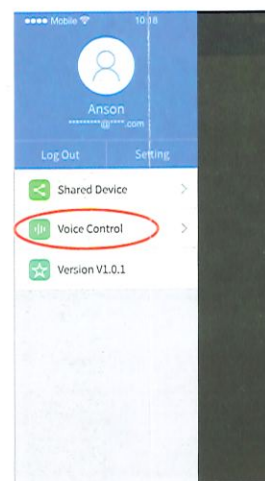 Mobile 10:18
Anson
********@****.com
Log Out Setting
Shared Device
Voice Control
Version V1.0.1